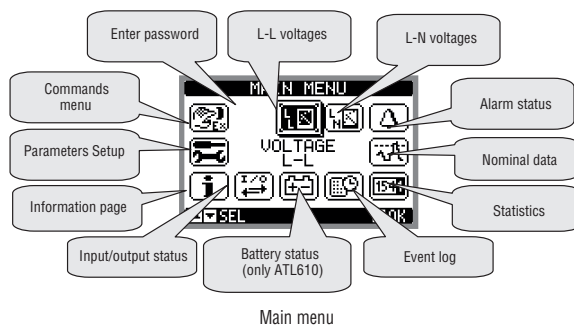 Enter password
L-L voltages
L-N voltages
Commands
menu
MAIN MENU
Alarm status
VOLTAGE
L-L
Parameters Setup
Nominal data
Information page
Statistics
SEL
OK
Input/output status
Battery status
(only ATL610)
Event log
Main menu